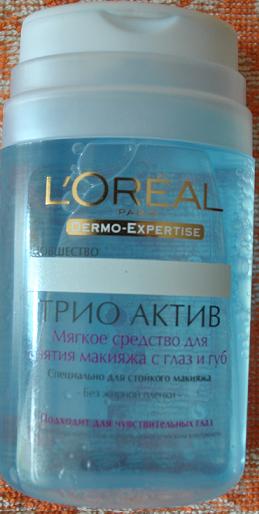 L'ORÉAL
PARIS
DERMO-EXPERTISE
ТРИО АКТИВ
Мягкое средство для
снятия макияжа с глаз и губ
Специально для стойкого макияжа
- Без жирной пленки -
Подходит для чувствительных глаз